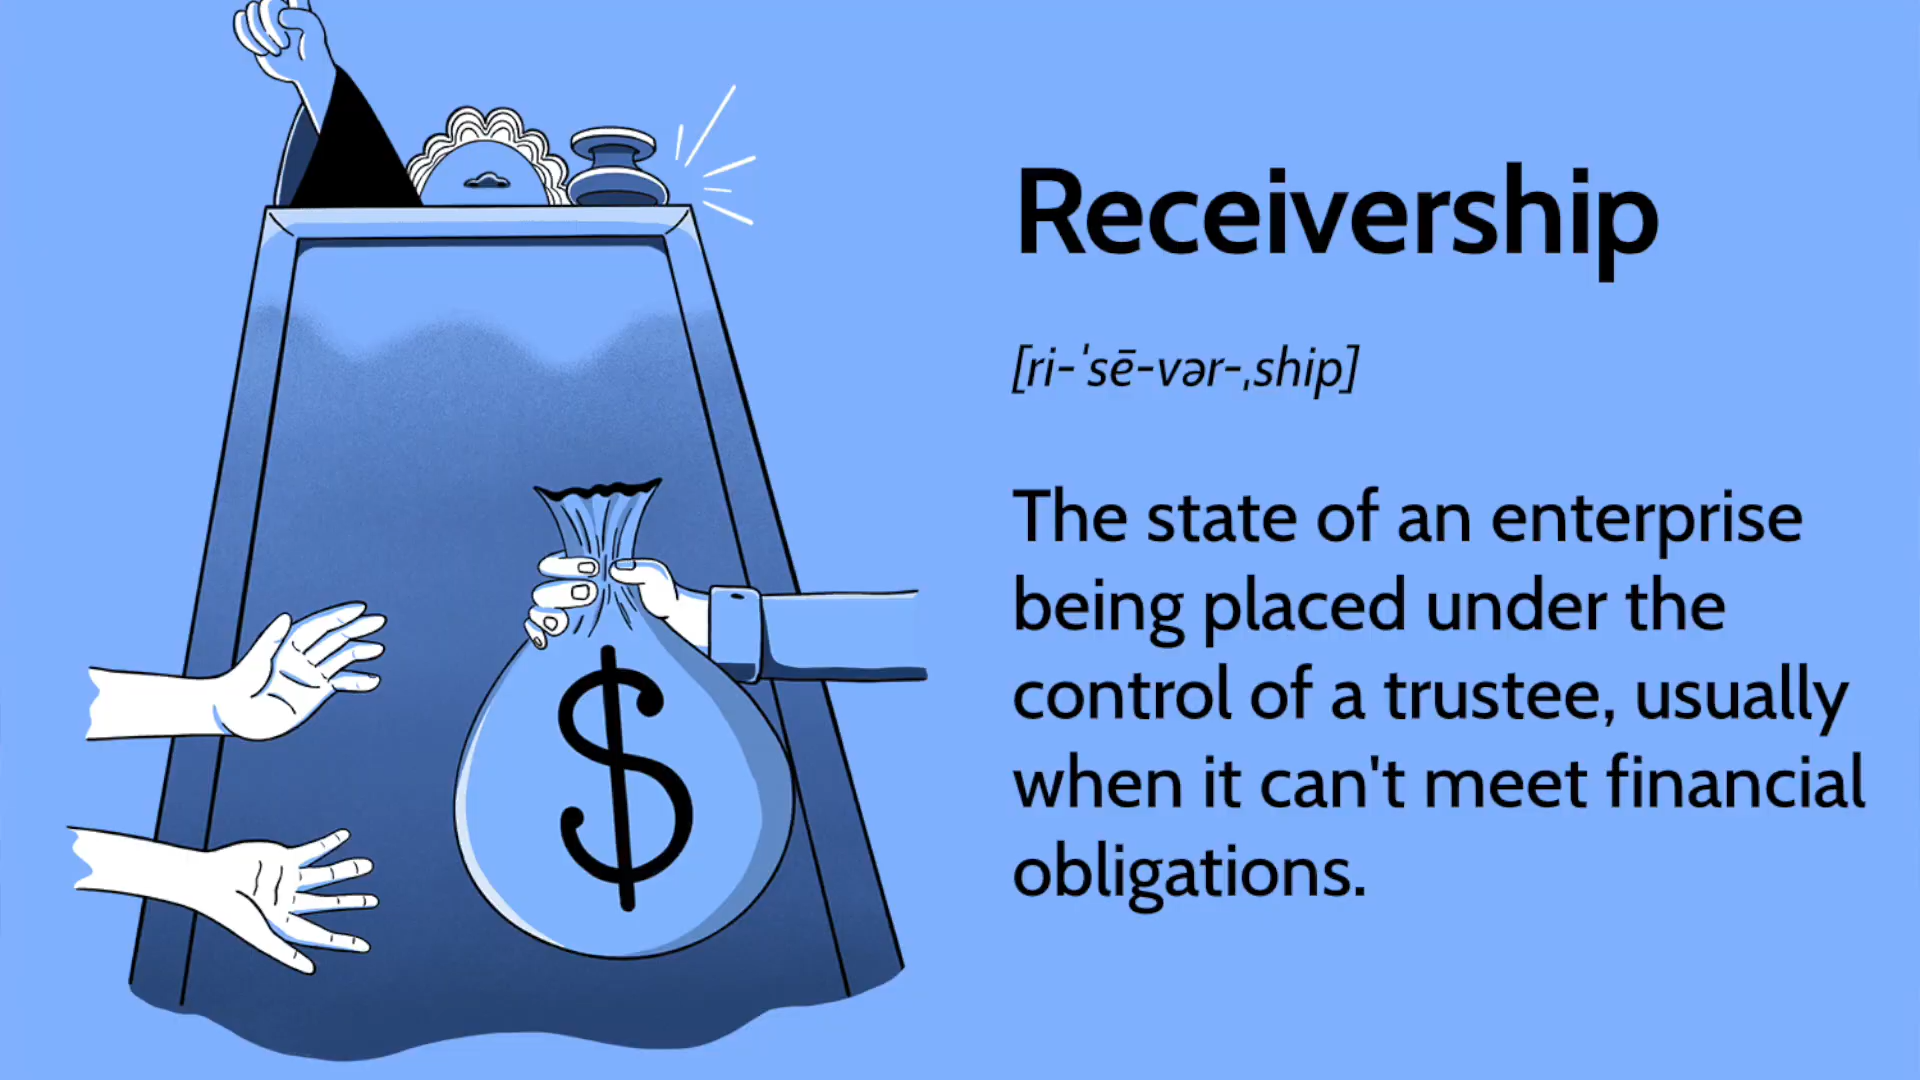 Receivership
[ri-ˈsē-vər-ˌship]
The state of an enterprise
being placed under the
control of a trustee, usually
when it can't meet financial
obligations.
$